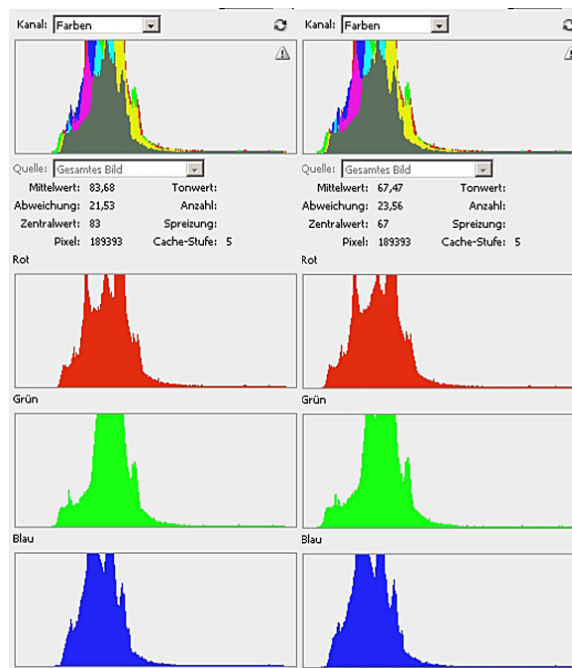 Kanal: Farben
Quelle: Gesamtes Bild
Mittelwert: 83,68 Tonwert:
Abweichung: 21,53 Anzahl:
Zentralwert: 83 Spreizung:
Pixel: 189393 Cache-Stufe: 5
Rot
Grün
Blau
Kanal: Farben
Quelle: Gesamtes Bild
Mittelwert: 67,47 Tonwert:
Abweichung: 23,56 Anzahl:
Zentralwert: 67 Spreizung:
Pixel: 189393 Cache-Stufe: 5
Rot
Grün
Blau